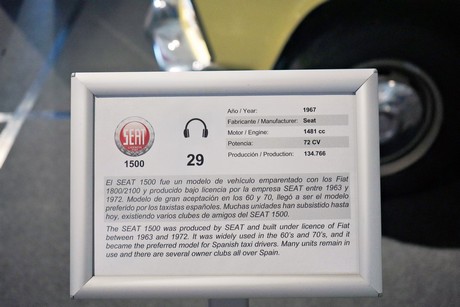 SEAT
1500
29
Año / Year: 1967
Fabricante / Manufacturer: Seat
Motor / Engine: 1481 cc
Potencia: 72 CV
Producción / Production: 134.766
El SEAT 1500 fue un modelo de vehículo emparentado con los Fiat
1800/2100 y producido bajo licencia por la empresa SEAT entre 1963 y
1972. Modelo de gran aceptación en los 60 y 70, llegó a ser el modelo
preferido por los taxistas españoles. Muchas unidades han subsistido hasta
hoy, existiendo varios clubes de amigos del SEAT 1500.
The SEAT 1500 was produced by SEAT and built under licence of Fiat
between 1963 and 1972. It was widely used in the 60's and 70's, and it
became the preferred model for Spanish taxi drivers. Many units remain in
use and there are several owner clubs all over Spain.